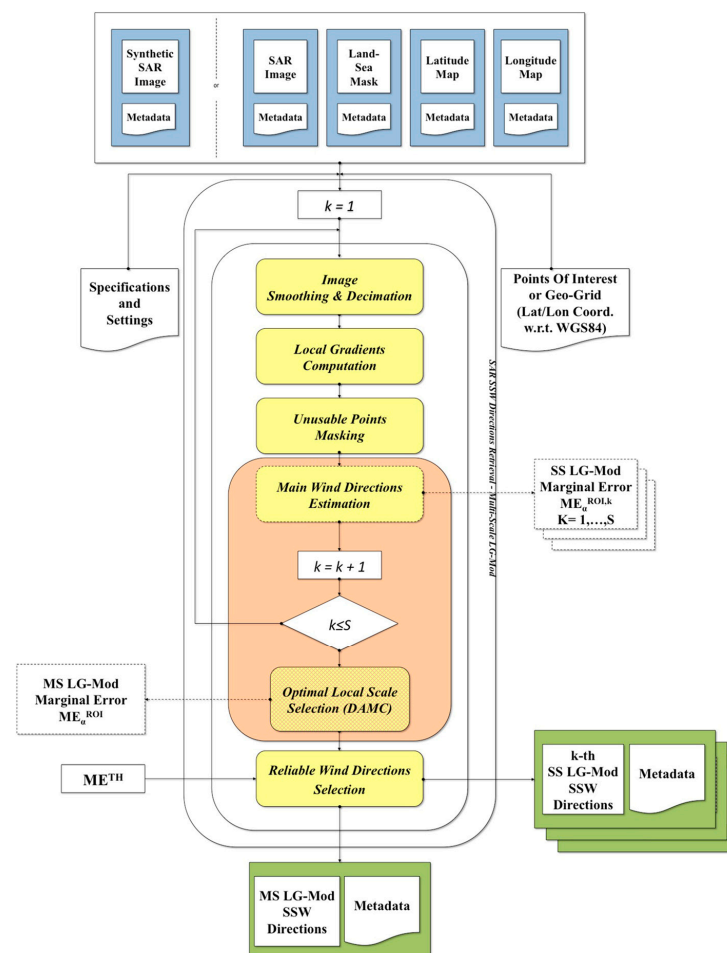 Synthetic
SAR
Image
Metadata
or
SAR
Image
Metadata
Land-
Sea
Mask
Metadata
Latitude
Map
Metadata
Longitude
Map
Metadata
k = 1
Specifications
and
Settings
Points Of Interest
or Geo-Grid
(Lat/Lon Coord.
w.r.t. WGS84)
Image
Smoothing & Decimation
Local Gradients
Computation
Unusable Points
Masking
SAR SSW Directions Retrieval - Multi-Scale LG-Mod
Main Wind Directions
Estimation
SS LG-Mod
Marginal Error
MEα^ROI,k
K= 1,…,S
k = k + 1
k≤S
Optimal Local Scale
Selection (DAMC)
MS LG-Mod
Marginal Error
MEα^ROI
ME^TH
Reliable Wind Directions
Selection
k-th
SS LG-Mod
SSW
Directions
Metadata
MS LG-Mod
SSW
Directions
Metadata